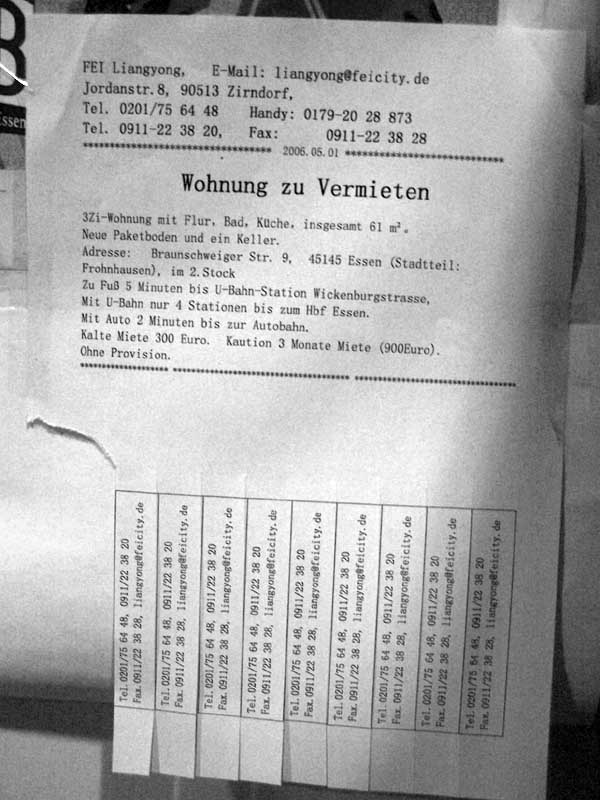 B
ssen
FEI Liangyong, E-Mail: liangyong@feicity.de
Jordanstr. 8, 90513 Zirndorf,
Tel. 0201/75 64 48 Handy: 0179-20 28 873
Tel. 0911-22 38 20, Fax: 0911-22 38 28
******************************** 2006.05.01 ***************************
Wohnung zu Vermieten
3Zi-Wohnung mit Flur, Bad, Küche, insgesamt 61 m².
Neue Paketboden und ein Keller.
Adresse: Braunschweiger Str. 9, 45145 Essen (Stadtteil:
Frohnhausen), im 2.Stock
Zu Fuß 5 Minuten bis U-Bahn-Station Wickenburgstrasse,
Mit U-Bahn nur 4 Stationen bis zum Hbf Essen.
Mit Auto 2 Minuten bis zur Autobahn.
Kalte Miete 300 Euro. Kaution 3 Monate Miete (900Euro).
Ohne Provision.
Tel. 0201/75 64 48, 0911/22 38 20
Fax. 0911/22 38 28, liangyong@feicity.de
Tel. 0201/75 64 48, 0911/22 38 20
Fax. 0911/22 38 28, liangyong@feicity.de
Tel. 0201/75 64 48, 0911/22 38 20
Fax. 0911/22 38 28, liangyong@feicity.de
Tel. 0201/75 64 48, 0911/22 38 20
Fax. 0911/22 38 28, liangyong@feicity.de
Tel. 0201/75 64 48, 0911/22 38 20
Fax. 0911/22 38 28, liangyong@feicity.de
Tel. 0201/75 64 48, 0911/22 38 20
Fax. 0911/22 38 28, liangyong@feicity.de
Tel. 0201/75 64 48, 0911/22 38 20
Fax. 0911/22 38 28, liangyong@feicity.de
Tel. 0201/75 64 48, 0911/22 38 20
Fax. 0911/22 38 28, liangyong@feicity.de
Tel. 0201/75 64 48, 0911/22 38 20
Fax. 0911/22 38 28, liangyong@feicity.de